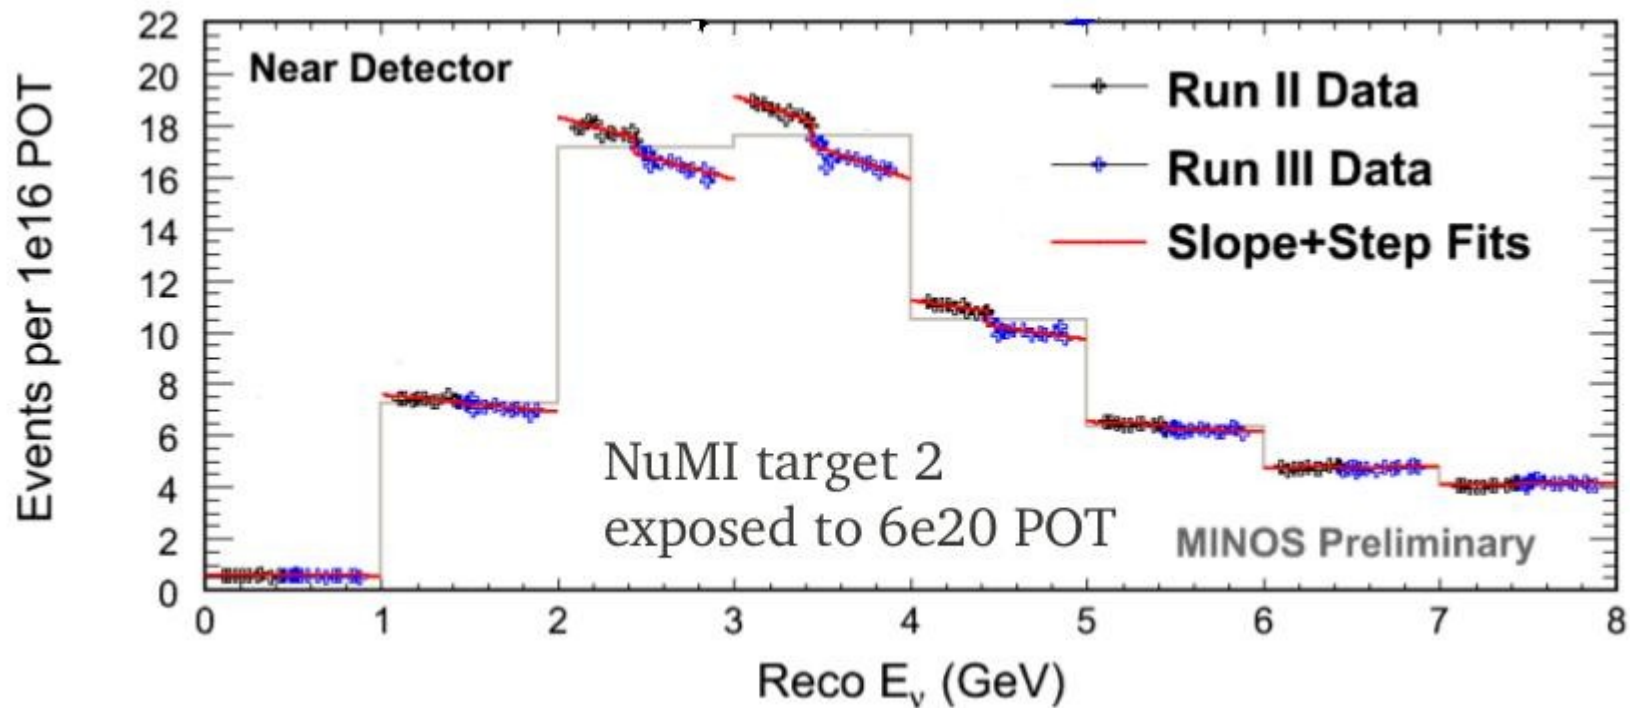 Events per 1e16 POT
22
20
18
16
14
12
10
8
6
4
2
0
Near Detector
Run II Data
Run III Data
Slope+Step Fits
NuMI target 2
exposed to 6e20 POT
MINOS Preliminary
0 1 2 3 4 5 6 7 8
Reco Eν (GeV)